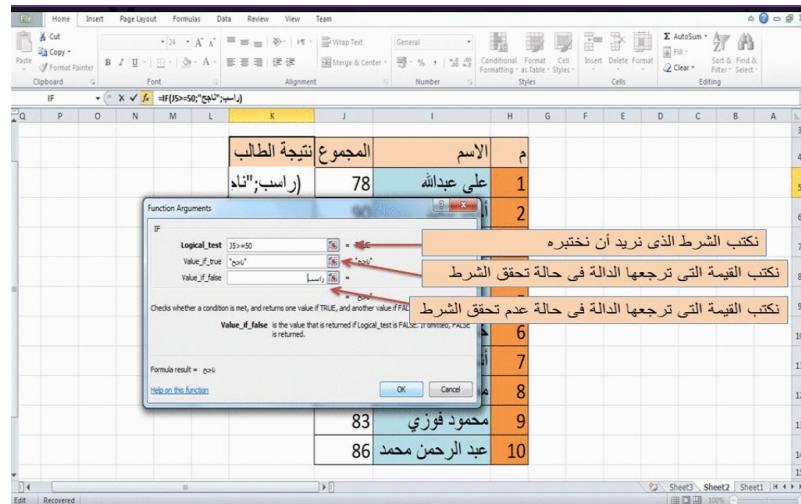 File Home Insert Page Layout Formulas Data Review View Team
Cut
Copy
Format Painter
Paste
24
Wrap Text
Merge & Center
General
Conditional Formatting
Format as Table
Cell Styles
Insert Delete Format
AutoSum
Fill
Clear
Sort & Filter
Find & Select
Clipboard Font Alignment Number Styles Cells Editing
IF
=IF(J5>=50;"ناجح";راسب)
Q P O N M L K J I H G F E D C B A
م الاسم المجموع نتيجة الطالب
1 على عبدالله 78
2
6
7
8
9 محمود فوزي 83
10 عبد الرحمن محمد 86
Function Arguments
IF
Logical_test J5>=50 = TRUE
Value_if_true "ناجح" = "ناجح"
Value_if_false راسب =
= "ناجح"
Checks whether a condition is met, and returns one value if TRUE, and another value if
Value_if_false is the value that is returned if Logical_test is FALSE. If omitted, FALSE
is returned.
Formula result = ناجح
Help on this function
OK Cancel
نكتب الشرط الذى نريد أن نختبره
نكتب القيمة التى ترجعها الدالة فى حالة تحقق الشرط
نكتب القيمة التى ترجعها الدالة فى حالة عدم تحقق الشرط
Sheet3 Sheet2 Sheet1
Edit Recovered 100%